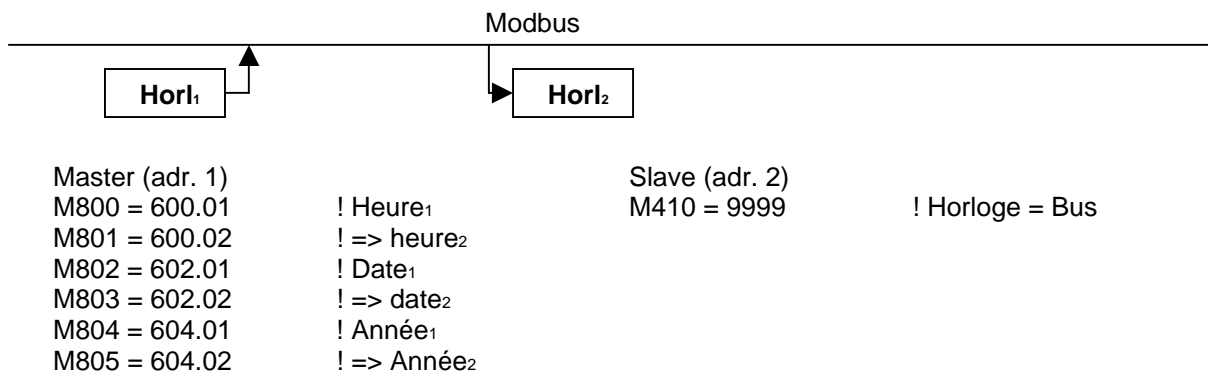 Modbus
Horl₁ Horl₂
Master (adr. 1) Slave (adr. 2)
M800 = 600.01 ! Heure₁ M410 = 9999 ! Horloge = Bus
M801 = 600.02 ! => heure₂
M802 = 602.01 ! Date₁
M803 = 602.02 ! => date₂
M804 = 604.01 ! Année₁
M805 = 604.02 ! => Année₂